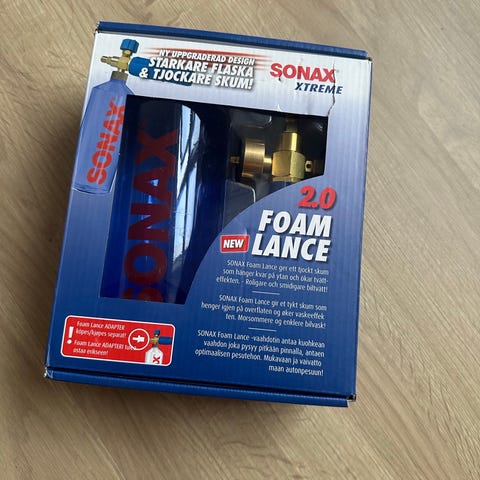 NY UPPGRADERAD DESIGN
STARKARE FLASKA
& TJOCKARE SKUM!
SONAX
XTREME
SONAX
SONAX
2.0
NEW
FOAM
LANCE
SONAX Foam Lance ger ett tjockt skum
som hänger kvar på ytan och ökar tvätt-
effekten. - Roligare och smidigare biltvätt!
SONAX Foam Lance gir et tykt skum som
henger igjen på overflaten og øker vaskeeffek
ten. Morsommere og enklere bilvask!
SONAX Foam Lance -vaahdotin antaa kuohkean
vaahdon joka pysyy pitkään pinnalla, antaen
optimaalisen pesutehon. Mukavaan ja vaivatto
maan autonpesuun!
Foam Lance ADAPTER
köpes/kjøpes separat!
Foam Lance ADAPTERI
ostaa erikseen!